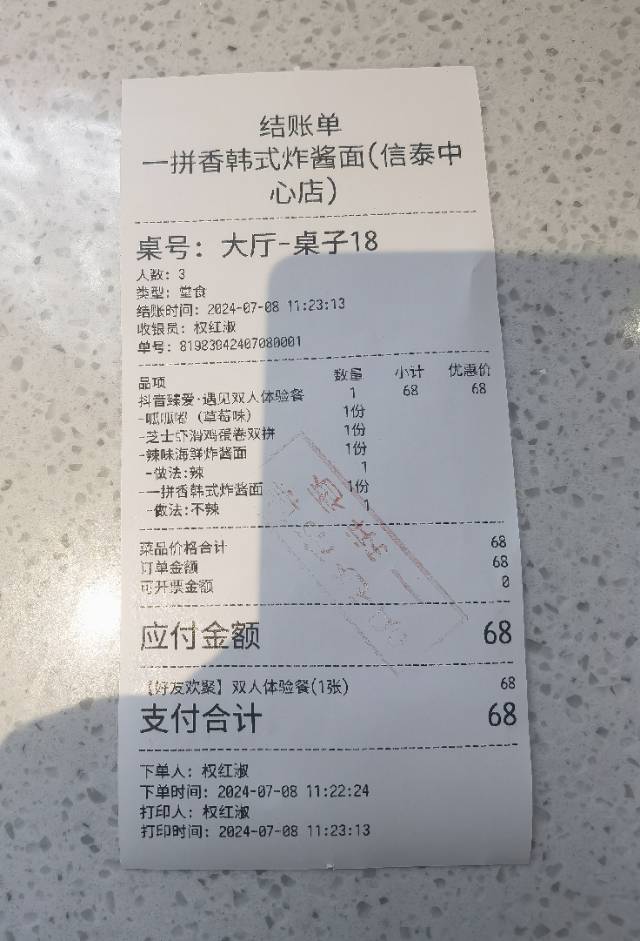 结账单
一拼香韩式炸酱面(信泰中
心店)
桌号: 大厅-桌子18
人数: 3
类型: 堂食
结账时间: 2024-07-08 11:23:13
收银员: 权红淑
单号: 81983942407080001
品项 数量 小计 优惠价
抖音臻爱·遇见双人体验餐 1 68 68
-呱呱嘟 (草莓味) 1份
-芝士虾滑鸡蛋卷双拼 1份
-辣味海鲜炸酱面 1份
-做法:辣 1
-一拼香韩式炸酱面 1份
-做法:不辣 1
菜品价格合计 68
订单金额 68
可开票金额 0
应付金额 68
【好友欢聚】双人体验餐(1张) 68
支付合计 68
下单人: 权红淑
下单时间: 2024-07-08 11:22:24
打印人: 权红淑
打印时间: 2024-07-08 11:23:13